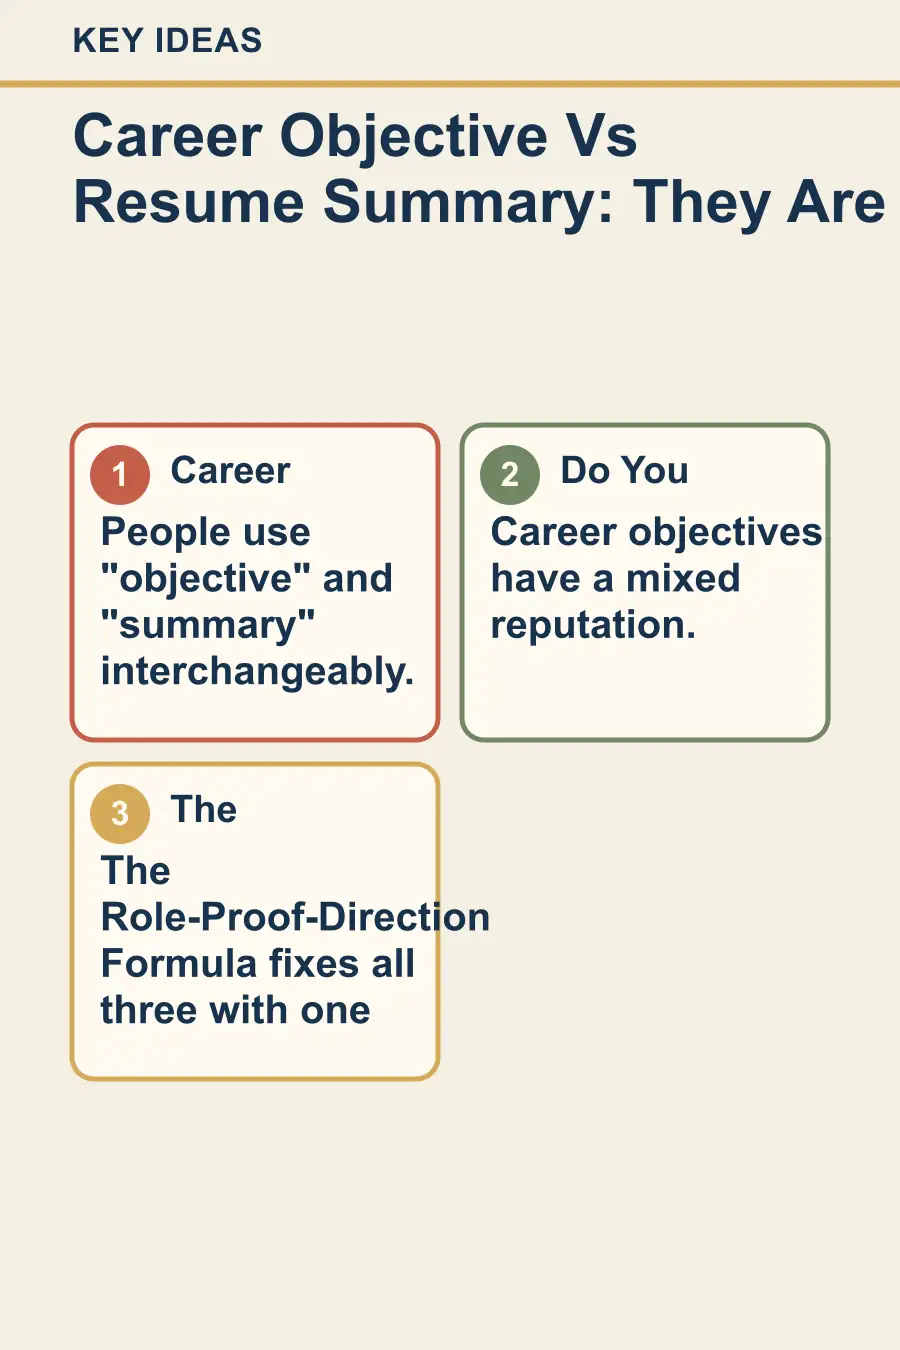 KEY IDEAS
Career Objective Vs
Resume Summary: They Are
1 Career
People use
"objective" and
"summary"
interchangeably.
2 Do You
Career objectives
have a mixed
reputation.
3 The
The
Role-Proof-Direction
Formula fixes all
three with one